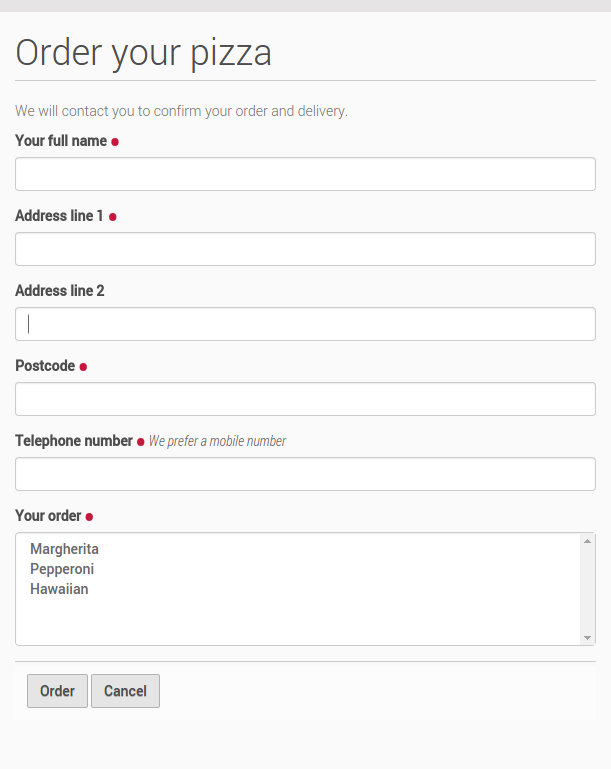 Order your pizza
We will contact you to confirm your order and delivery.
Your full name
Address line 1
Address line 2
Postcode
Telephone number We prefer a mobile number
Your order
Margherita
Pepperoni
Hawaiian
Order Cancel